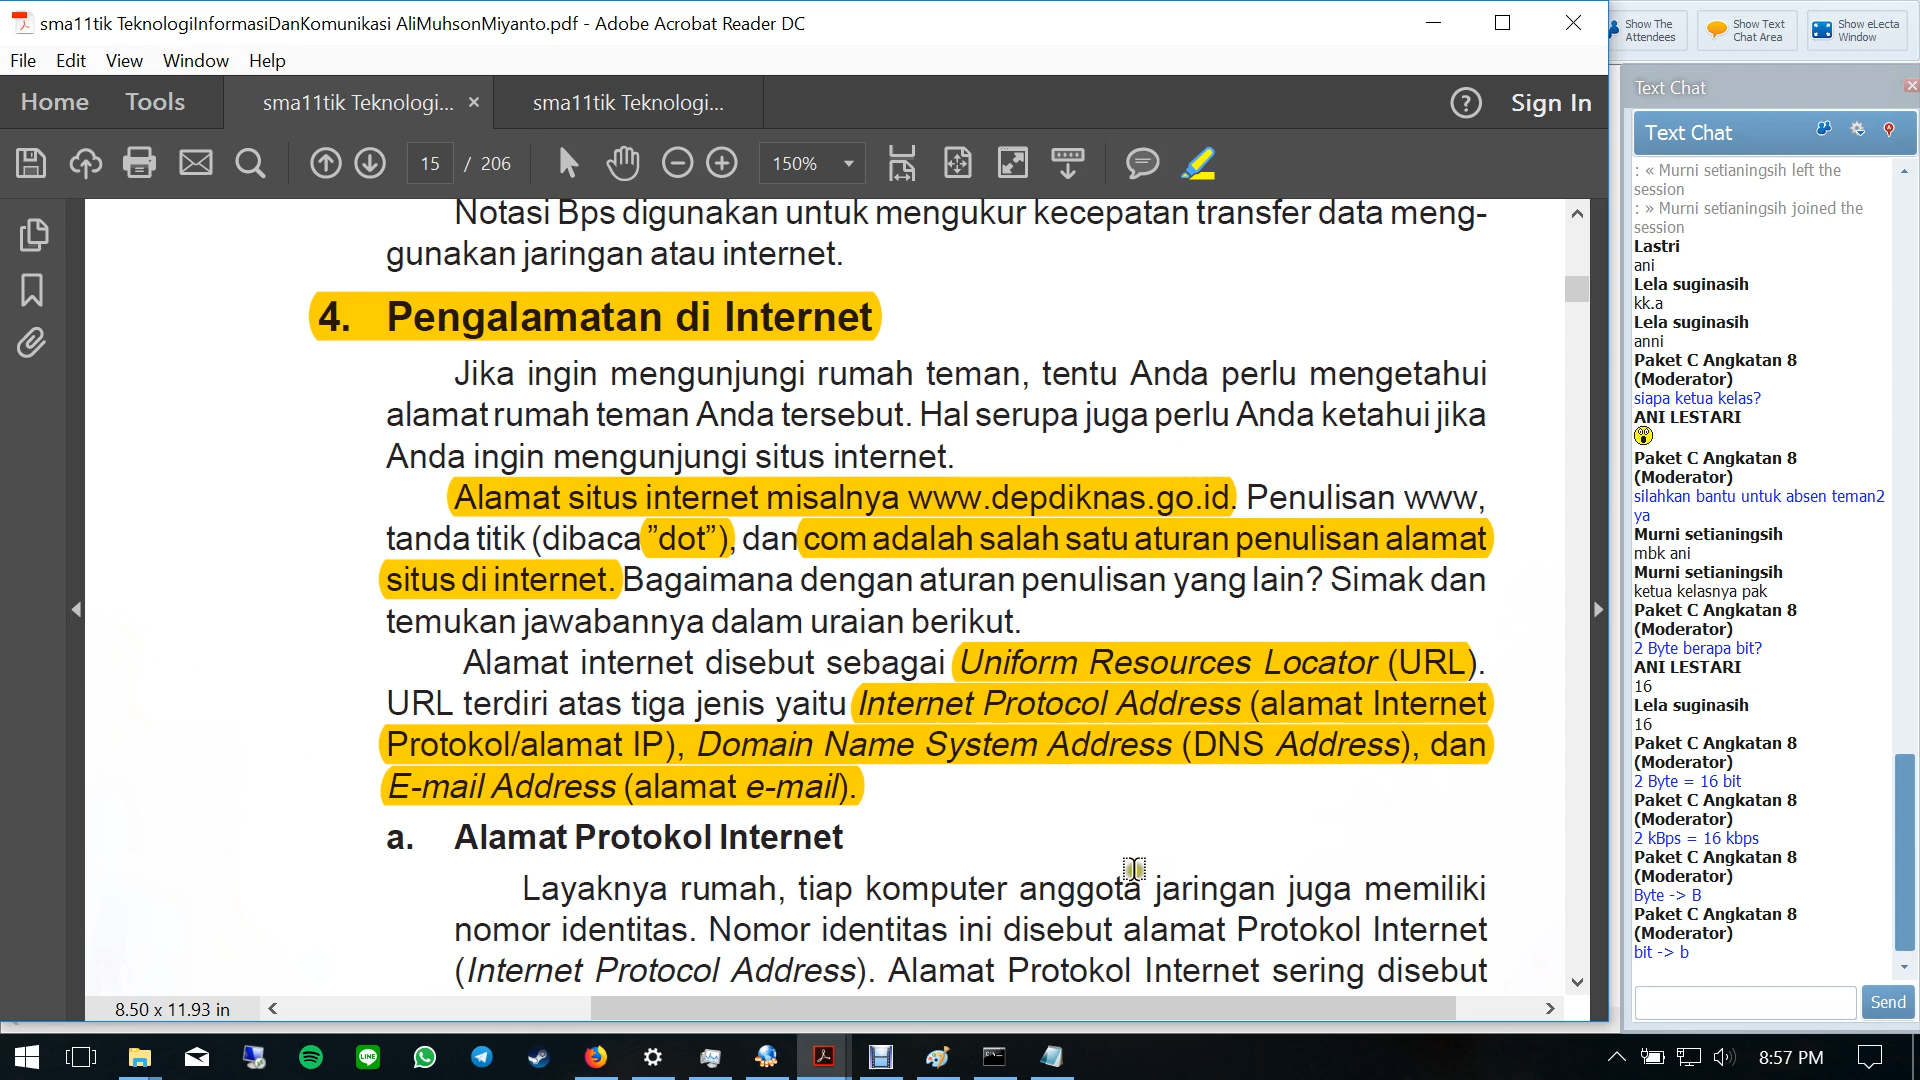 sma11tik TeknologiInformasiDanKomunikasi AliMuhsonMiyanto.pdf - Adobe Acrobat Reader DC
File Edit View Window Help
Home Tools sma11tik Teknologi... × sma11tik Teknologi... ? Sign In
15 / 206 150%
Notasi Bps digunakan untuk mengukur kecepatan transfer data meng-
gunakan jaringan atau internet.
4. Pengalamatan di Internet
Jika ingin mengunjungi rumah teman, tentu Anda perlu mengetahui
alamat rumah teman Anda tersebut. Hal serupa juga perlu Anda ketahui jika
Anda ingin mengunjungi situs internet.
Alamat situs internet misalnya www.depdiknas.go.id. Penulisan www,
tanda titik (dibaca ”dot”), dan com adalah salah satu aturan penulisan alamat
situs di internet. Bagaimana dengan aturan penulisan yang lain? Simak dan
temukan jawabannya dalam uraian berikut.
Alamat internet disebut sebagai Uniform Resources Locator (URL).
URL terdiri atas tiga jenis yaitu Internet Protocol Address (alamat Internet
Protokol/alamat IP), Domain Name System Address (DNS Address), dan
E-mail Address (alamat e-mail).
a. Alamat Protokol Internet
Layaknya rumah, tiap komputer anggota jaringan juga memiliki
nomor identitas. Nomor identitas ini disebut alamat Protokol Internet
(Internet Protocol Address). Alamat Protokol Internet sering disebut
8.50 x 11.93 in
Show The
Attendees
Show Text
Chat Area
Show eLecta
Window
Text Chat
Text Chat
: « Murni setianingsih left the
session
: » Murni setianingsih joined the
session
Lastri
ani
Lela suginasih
kk.a
Lela suginasih
anni
Paket C Angkatan 8
(Moderator)
siapa ketua kelas?
ANI LESTARI
Paket C Angkatan 8
(Moderator)
silahkan bantu untuk absen teman2
ya
Murni setianingsih
mbk ani
Murni setianingsih
ketua kelasnya pak
Paket C Angkatan 8
(Moderator)
2 Byte berapa bit?
ANI LESTARI
16
Lela suginasih
16
Paket C Angkatan 8
(Moderator)
2 Byte = 16 bit
Paket C Angkatan 8
(Moderator)
2 kBps = 16 kbps
Paket C Angkatan 8
(Moderator)
Byte -> B
Paket C Angkatan 8
(Moderator)
bit -> b
Send
LINE
8:57 PM